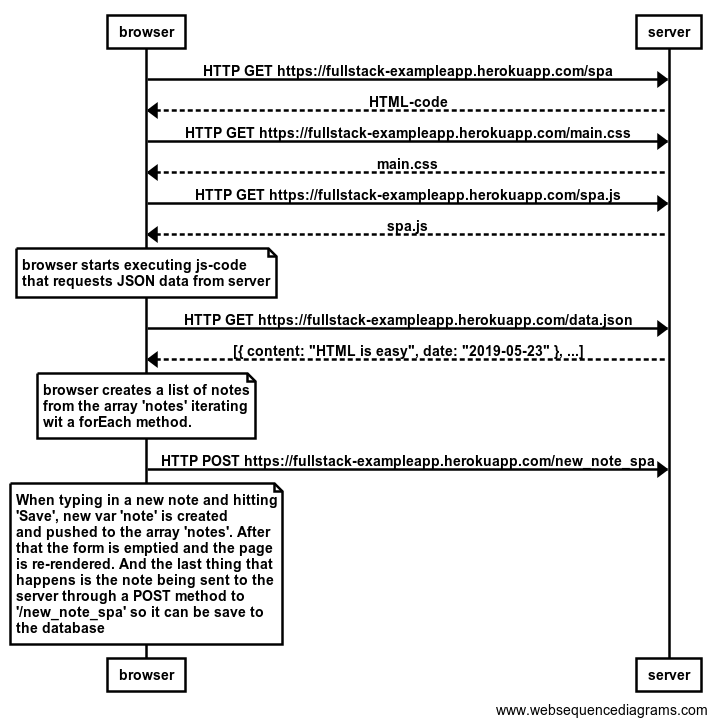 browser
server
HTTP GET https://fullstack-exampleapp.herokuapp.com/spa
HTML-code
HTTP GET https://fullstack-exampleapp.herokuapp.com/main.css
main.css
HTTP GET https://fullstack-exampleapp.herokuapp.com/spa.js
spa.js
browser starts executing js-code
that requests JSON data from server
HTTP GET https://fullstack-exampleapp.herokuapp.com/data.json
[{ content: "HTML is easy", date: "2019-05-23" }, ...]
browser creates a list of notes
from the array 'notes' iterating
wit a forEach method.
HTTP POST https://fullstack-exampleapp.herokuapp.com/new_note_spa
When typing in a new note and hitting
'Save', new var 'note' is created
and pushed to the array 'notes'. After
that the form is emptied and the page
is re-rendered. And the last thing that
happens is the note being sent to the
server through a POST method to
'/new_note_spa' so it can be save to
the database
browser
server
www.websequencediagrams.com